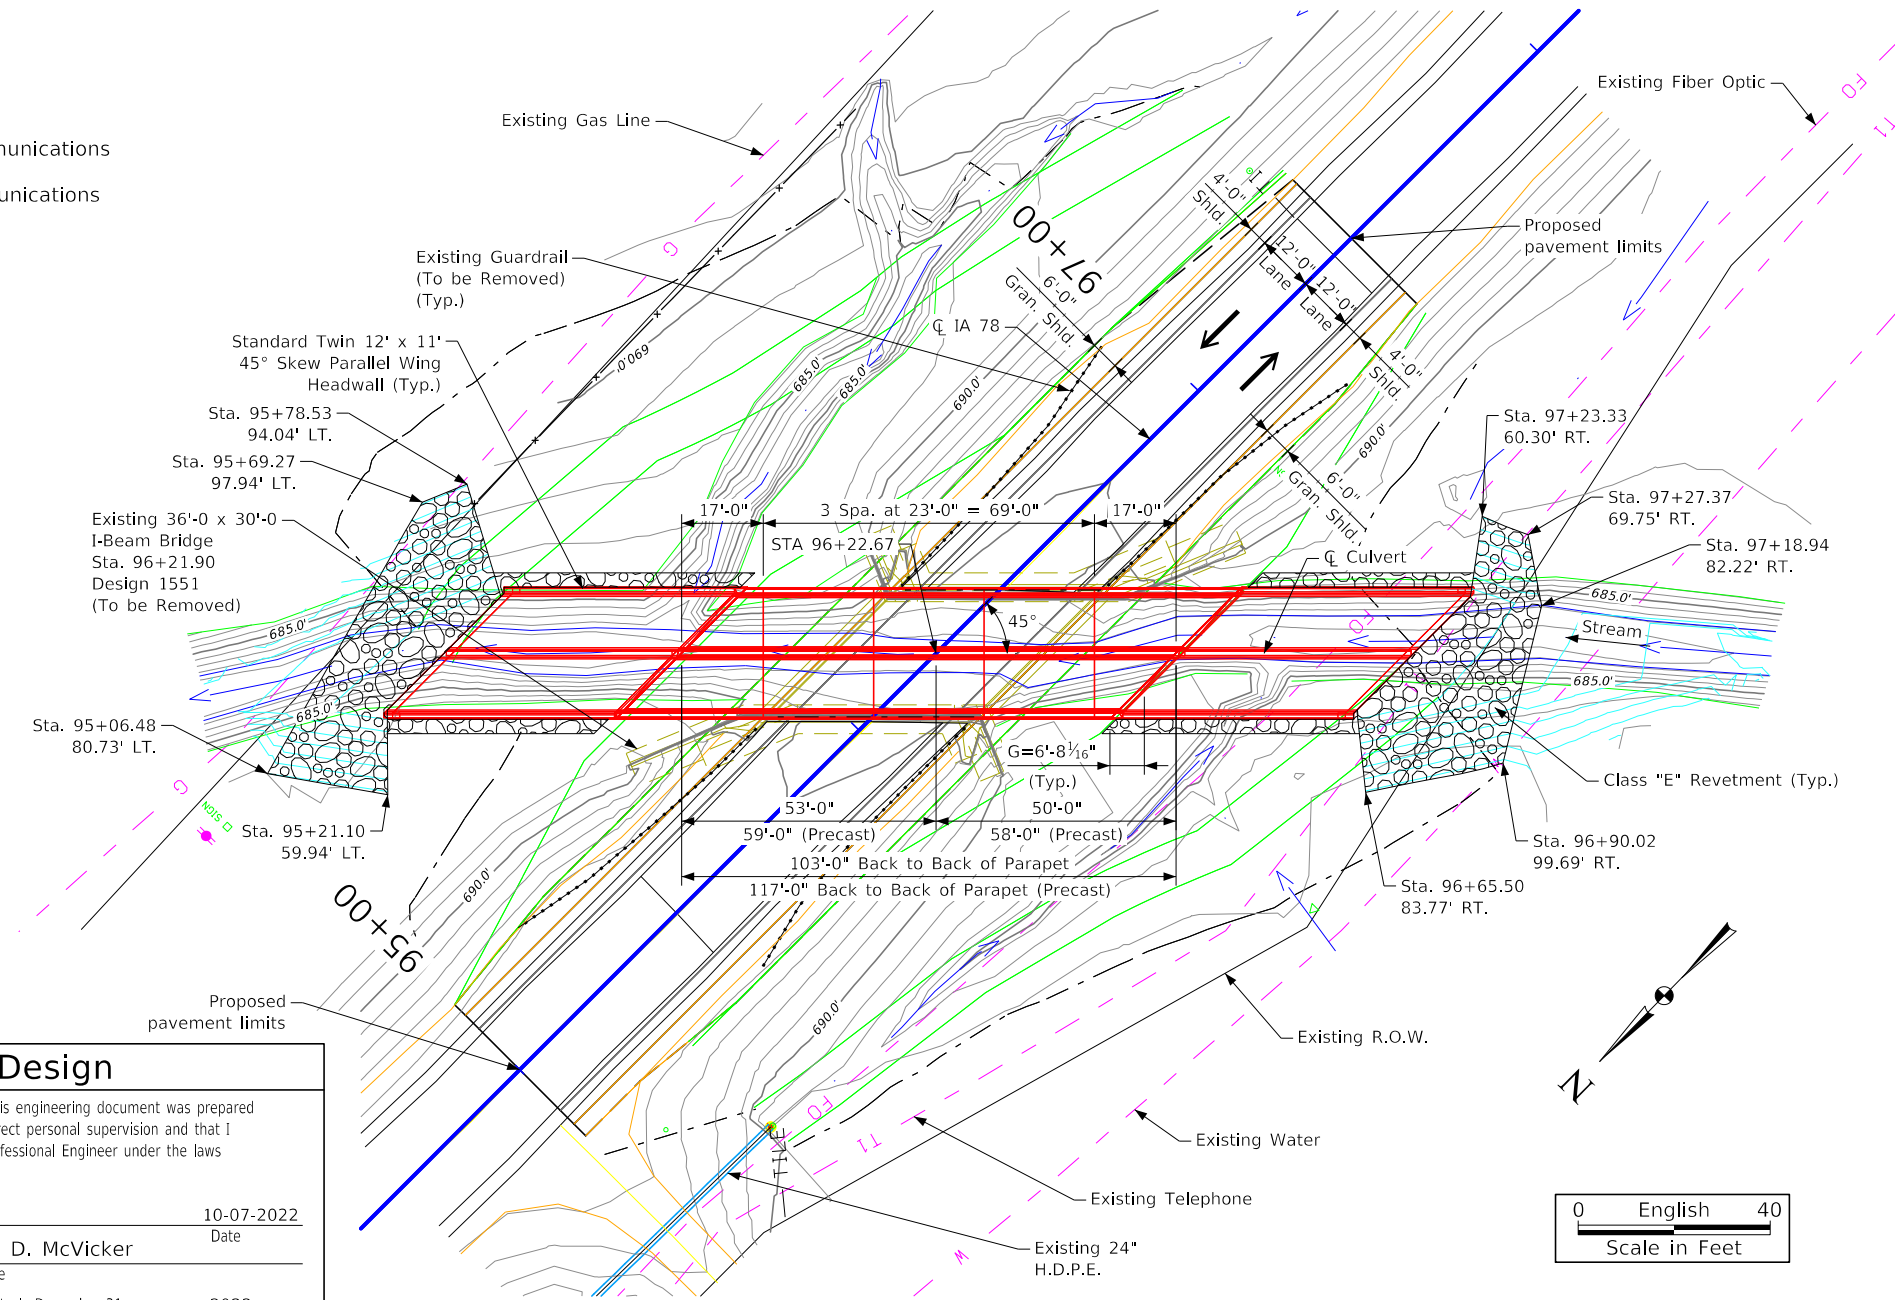 Existing Gas Line
Existing Fiber Optic
FO
T1
G
Existing Guardrail
(To be Removed)
(Typ.)
97+00
4'-0"
Shld.
12'-0"
Lane
12'-0"
Lane
4'-0"
Shld.
6'-0"
Gran. Shld.
Proposed
pavement limits
℄ IA 78
Standard Twin 12' x 11'
45° Skew Parallel Wing
Headwall (Typ.)
690.0'
685.0'
685.0'
690.0'
690.0'
Sta. 95+78.53
94.04' LT.
Sta. 95+69.27
97.94' LT.
Existing 36'-0 x 30'-0
I-Beam Bridge
Sta. 96+21.90
Design 1551
(To be Removed)
17'-0"
3 Spa. at 23'-0" = 69'-0"
17'-0"
STA 96+22.67
6'-0"
Gran. Shld.
℄ Culvert
45°
Sta. 97+23.33
60.30' RT.
Sta. 97+27.37
69.75' RT.
Sta. 97+18.94
82.22' RT.
685.0'
685.0'
FO
Stream
685.0'
685.0'
Sta. 95+06.48
80.73' LT.
G
SIGN
Sta. 95+21.10
59.94' LT.
G=6'-8 1/16"
(Typ.)
53'-0"
50'-0"
59'-0" (Precast)
58'-0" (Precast)
103'-0" Back to Back of Parapet
117'-0" Back to Back of Parapet (Precast)
Class "E" Revetment (Typ.)
Sta. 96+90.02
99.69' RT.
Sta. 96+65.50
83.77' RT.
690.0'
95+00
690.0'
Proposed
pavement limits
Existing R.O.W.
N
FO
T1
Existing Water
Existing Telephone
W
Existing 24"
H.D.P.E.
0 English 40
Scale in Feet
Design
engineering document was prepared
personal supervision and that I
Engineer under the laws
10-07-2022
Date
D. McVicker